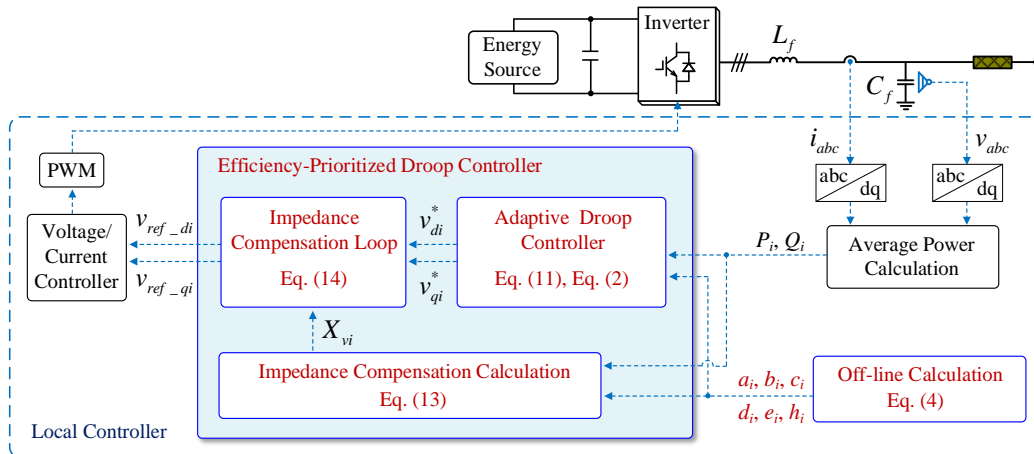 Inverter
Energy
Source
L_f
C_f
i_abc
v_abc
abc
dq
abc
dq
PWM
Efficiency-Prioritized Droop Controller
Voltage/
Current
Controller
v_ref_di
v_ref_qi
Impedance
Compensation Loop
Eq. (14)
v*_di
v*_qi
Adaptive Droop
Controller
Eq. (11), Eq. (2)
P_i, Q_i
Average Power
Calculation
X_vi
Impedance Compensation Calculation
Eq. (13)
a_i, b_i, c_i
d_i, e_i, h_i
Off-line Calculation
Eq. (4)
Local Controller